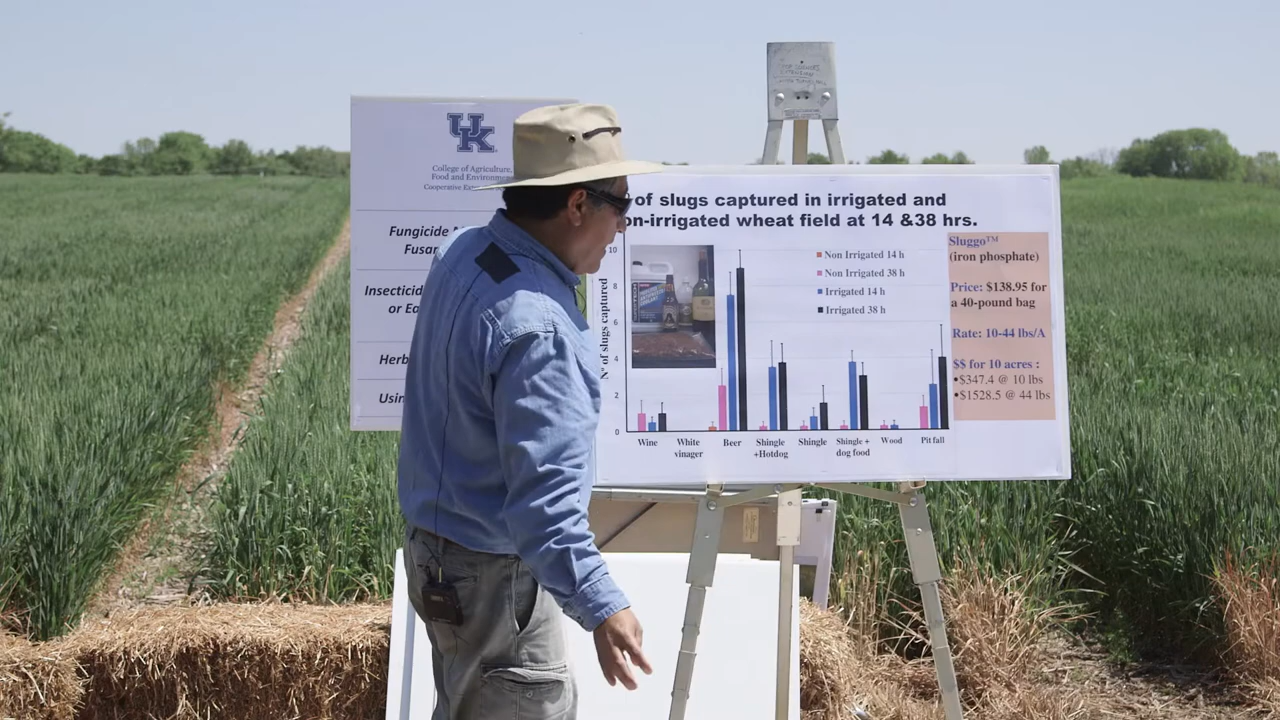 UK
College of Agriculture,
Food and Environment
Cooperative
Fungicide
Insecticid
or
Herb
Usin
of slugs captured in irrigated and
on-irrigated wheat field at 14 &38 hrs.
Nº of slugs captured
10
8
6
4
2
0
Non Irrigated 14 h
Non Irrigated 38 h
Irrigated 14 h
Irrigated 38 h
Wine
White
vinager
Beer
Shingle
+Hotdog
Shingle
Shingle +
dog food
Wood
Pit fall
Sluggo™
(iron phosphate)
Price: $138.95 for
a 40-pound bag
Rate: 10-44 lbs/A
$$ for 10 acres :
•$347.4 @ 10 lbs
•$1528.5 @ 44 lbs